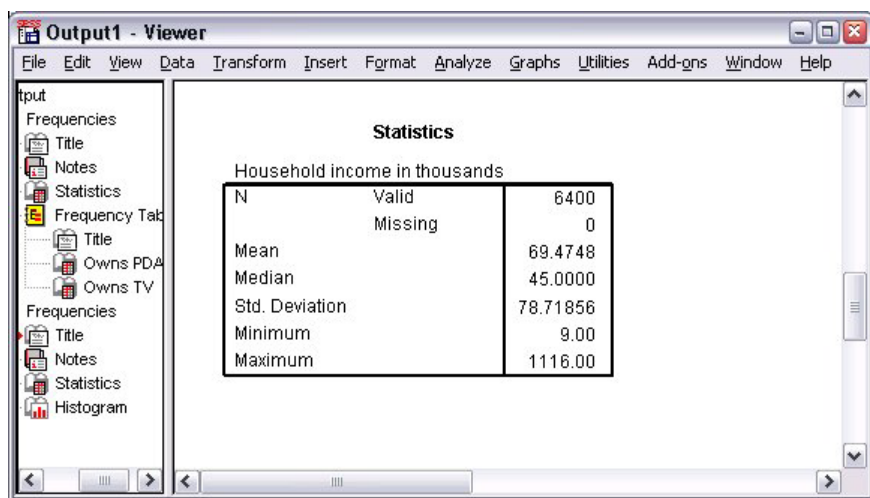 Output1 - Viewer
File Edit View Data Transform Insert Format Analyze Graphs Utilities Add-ons Window Help
tput
Frequencies
Title
Notes
Statistics
Frequency Tab
Title
Owns PDA
Owns TV
Frequencies
Title
Notes
Statistics
Histogram
Statistics
Household income in thousands
N Valid 6400
Missing 0
Mean 69.4748
Median 45.0000
Std. Deviation 78.71856
Minimum 9.00
Maximum 1116.00